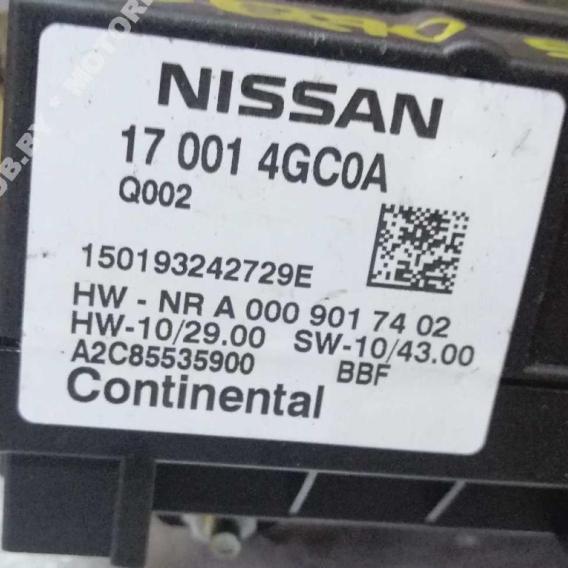 NISSAN
17 001 4GC0A
Q002
150193242729E
HW - NR A 000 901 74 02
HW-10/29.00 SW-10/43.00
A2C85535900 BBF
Continental